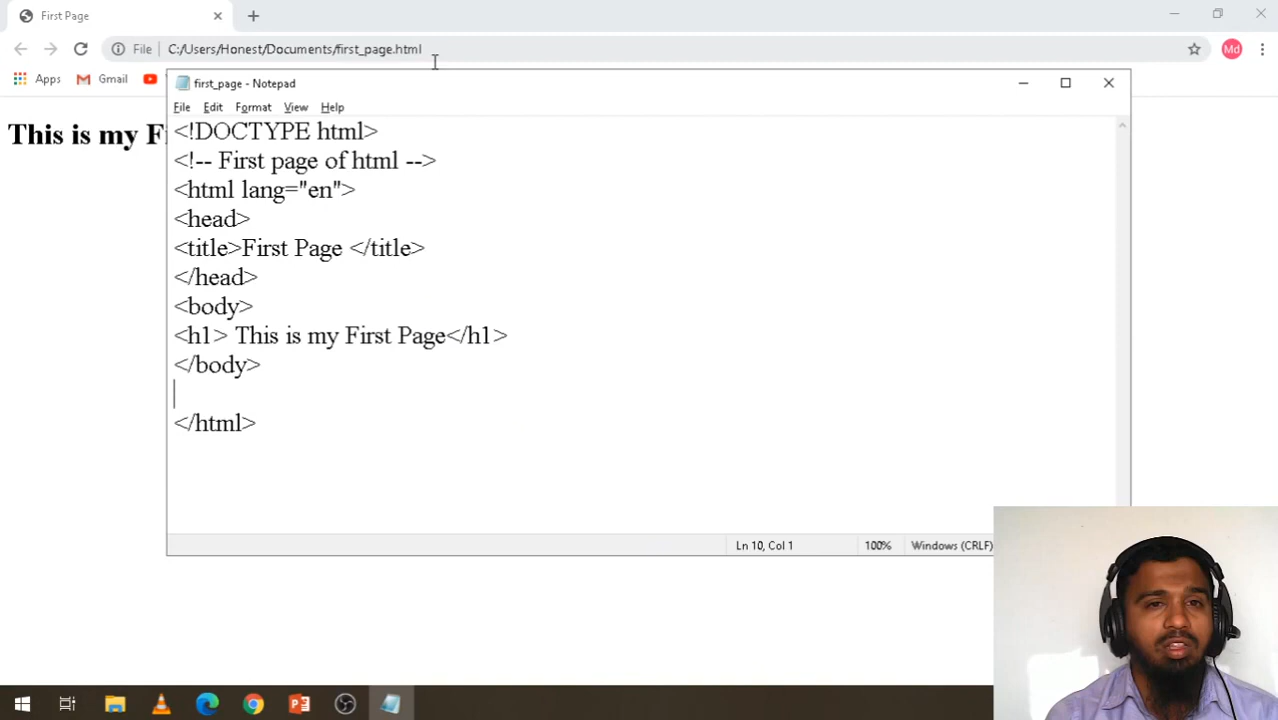 First Page
File C:/Users/Honest/Documents/first_page.html
Md
Apps Gmail
first_page - Notepad
File Edit Format View Help
This is my
<!DOCTYPE html>
<!-- First page of html -->
<html lang="en">
<head>
<title>First Page </title>
</head>
<body>
<h1> This is my First Page</h1>
</body>
</html>
Ln 10, Col 1 100% Windows (CRLF)